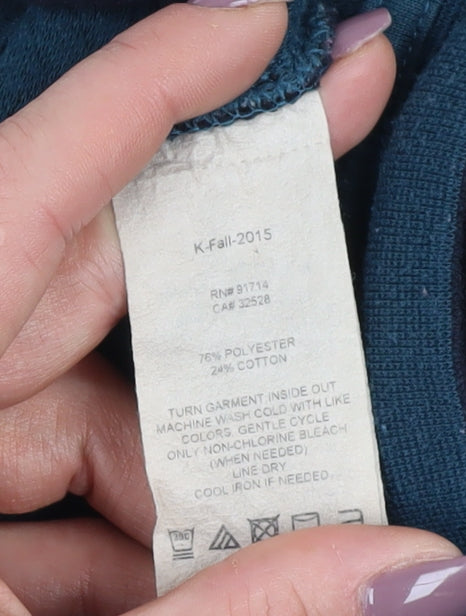 K-Fall-2015
RN# 91714
CA# 32528
76% POLYESTER
24% COTTON
TURN GARMENT INSIDE OUT
MACHINE WASH COLD WITH LIKE
COLORS. GENTLE CYCLE
ONLY NON-CHLORINE BLEACH
(WHEN NEEDED)
LINE DRY
COOL IRON IF NEEDED
30C